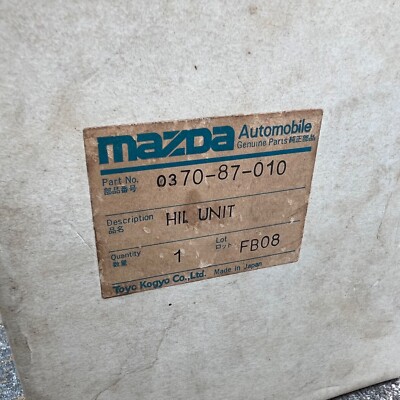 mazda Automobile
Genuine Parts 純正部品
Part No. 0370-87-010
部品番号
Description HIL UNIT
品名
Quantity 1 Lot FB08
数量 ロット
Toyo Kogyo Co., Ltd. Made in Japan